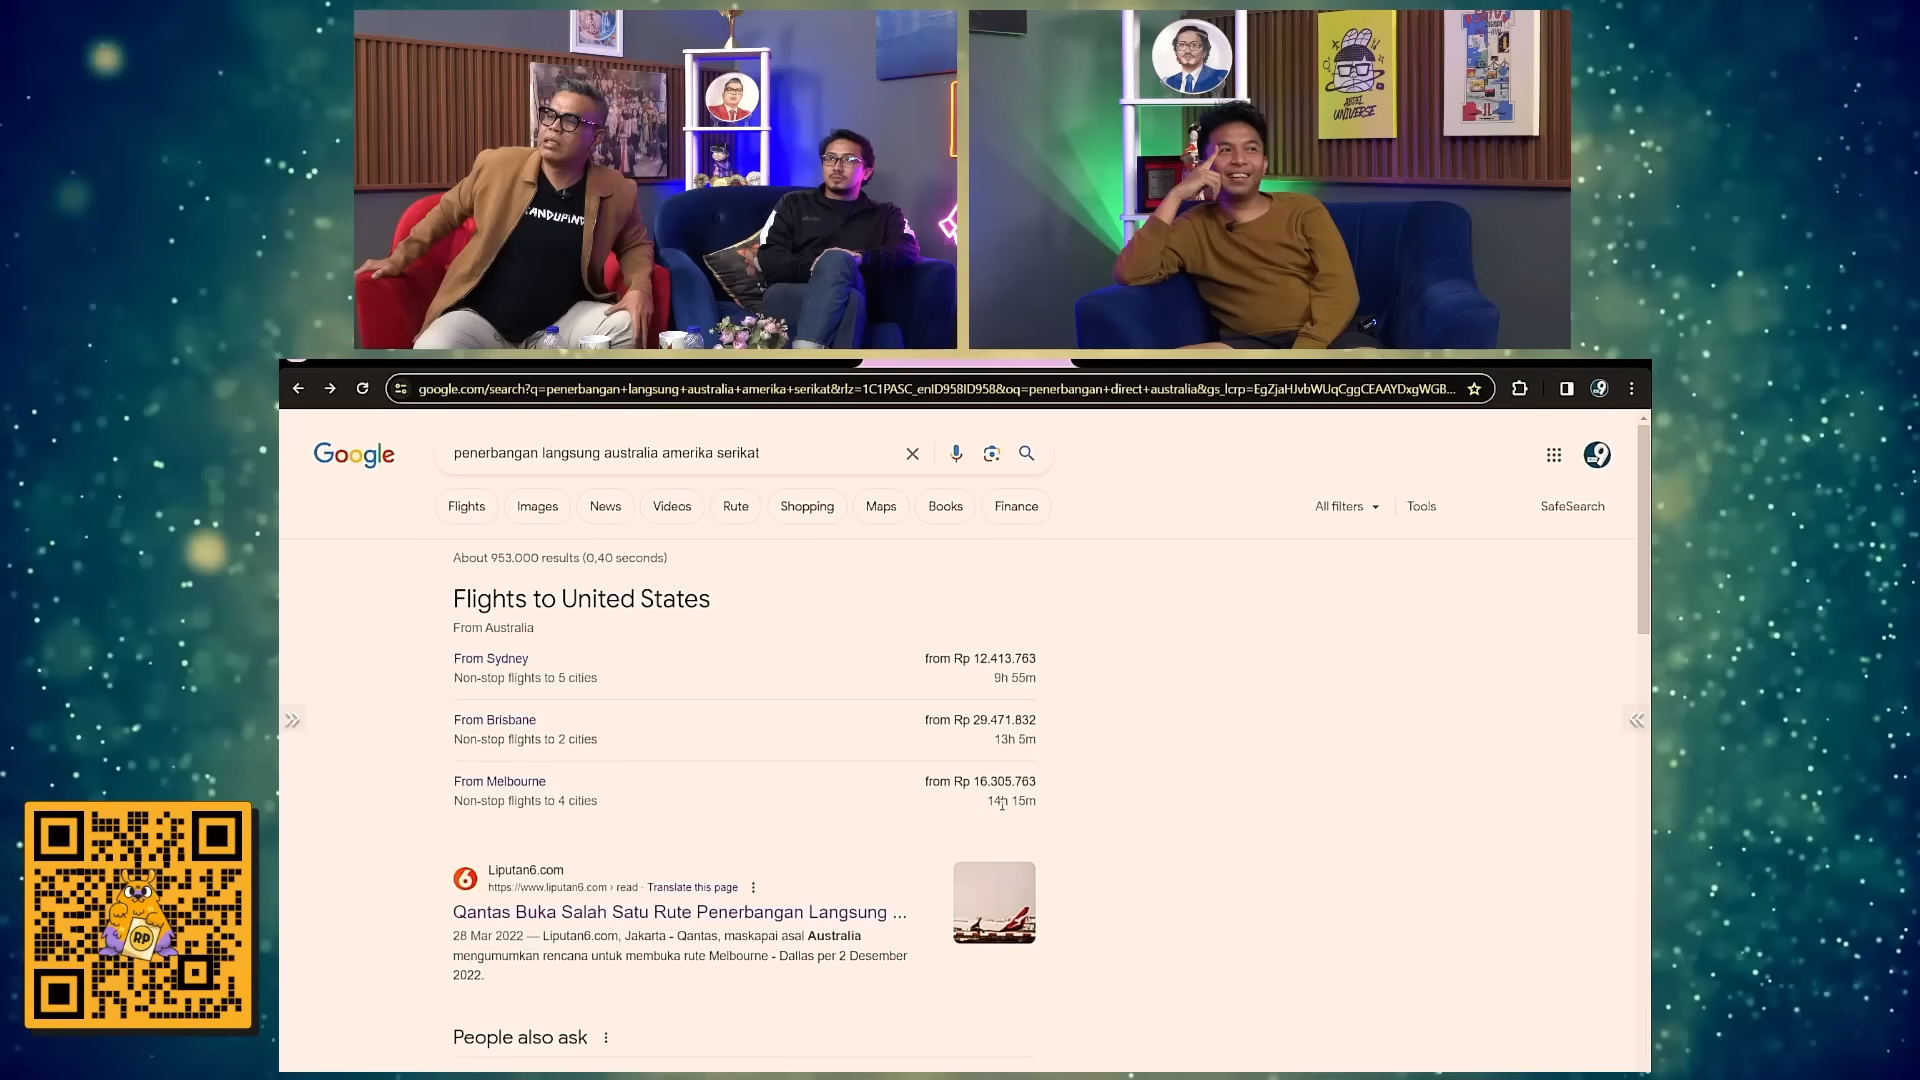 ANDUPIND
ABDEL
UNIVERSE
google.com/search?q=penerbangan+langsung+australia+amerika+serikat&rlz=1C1PASC_enID958ID958&oq=penerbangan+direct+australia&gs_lcrp=EgZjaHJvbWUqCggCEAAYDxgWGB...
Google
penerbangan langsung australia amerika serikat
Flights
Images
News
Videos
Rute
Shopping
Maps
Books
Finance
All filters
Tools
SafeSearch
About 953.000 results (0,40 seconds)
Flights to United States
From Australia
From Sydney from Rp 12.413.763
Non-stop flights to 5 cities 9h 55m
From Brisbane from Rp 29.471.832
Non-stop flights to 2 cities 13h 5m
From Melbourne from Rp 16.305.763
Non-stop flights to 4 cities 14h 15m
Liputan6.com
https://www.liputan6.com › read · Translate this page
Qantas Buka Salah Satu Rute Penerbangan Langsung ...
28 Mar 2022 — Liputan6.com, Jakarta - Qantas, maskapai asal Australia
mengumumkan rencana untuk membuka rute Melbourne - Dallas per 2 Desember
2022.
People also ask
RP